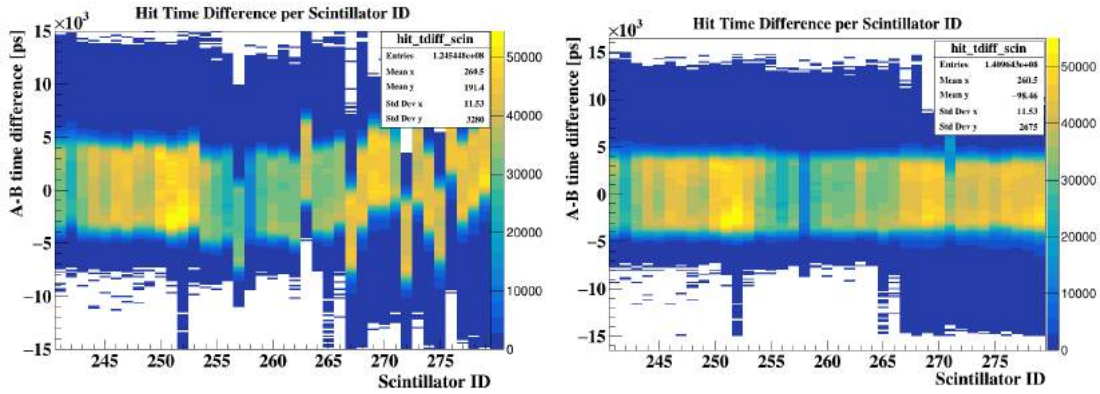 Hit Time Difference per Scintillator ID
A-B time difference [ps]
15 ×10³
10
5
0
−5
−10
−15
245 250 255 260 265 270 275
Scintillator ID
hit_tdiff_scin
Entries 1.245448e+08
Mean x 260.5
Mean y 191.4
Std Dev x 11.53
Std Dev y 3280
50000
40000
30000
20000
10000
0
Hit Time Difference per Scintillator ID
A-B time difference [ps]
×10³
15
10
5
0
−5
−10
−15
245 250 255 260 265 270 275
Scintillator ID
hit_tdiff_scin
Entries 1.409643e+08
Mean x 260.5
Mean y −98.46
Std Dev x 11.53
Std Dev y 2675
50000
40000
30000
20000
10000
0